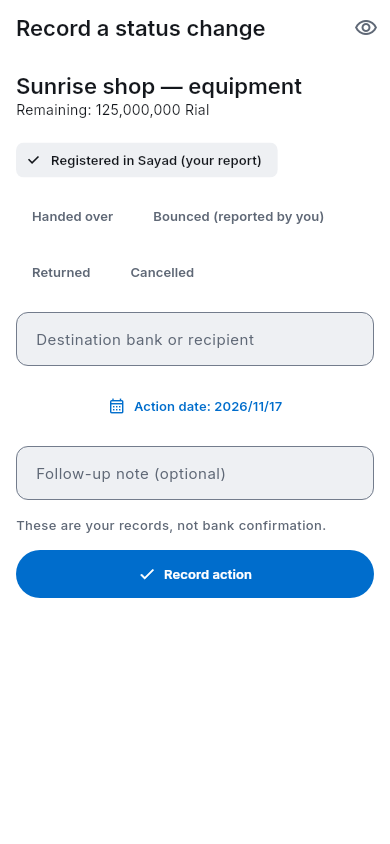 Record a status change
Sunrise shop — equipment
Remaining: 125,000,000 Rial
Registered in Sayad (your report)
Handed over
Bounced (reported by you)
Returned
Cancelled
Destination bank or recipient
Action date: 2026/11/17
Follow-up note (optional)
These are your records, not bank confirmation.
Record action